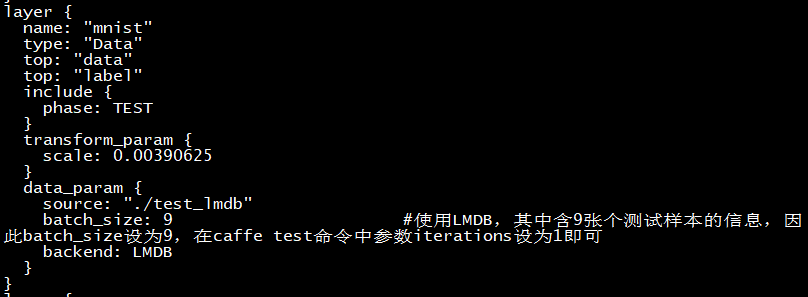 layer {
  name: "mnist"
  type: "Data"
  top: "data"
  top: "label"
  include {
    phase: TEST
  }
  transform_param {
    scale: 0.00390625
  }
  data_param {
    source: "./test_lmdb"
    batch_size: 9                       #使用LMDB，其中含9张个测试样本的信息，因
此batch_size设为9，在caffe test命令中参数iterations设为1即可
    backend: LMDB
  }
}